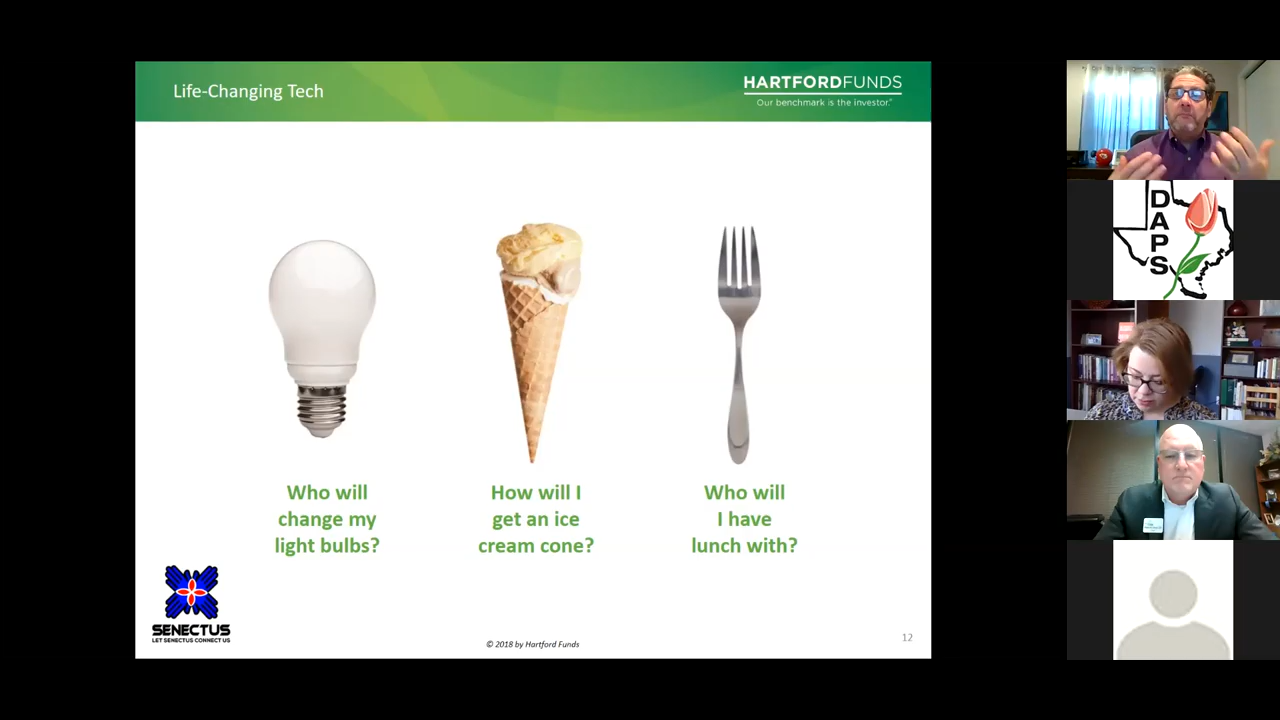 Life-Changing Tech
HARTFORDFUNDS
Our benchmark is the investor.®
Who will
change my
light bulbs?
How will I
get an ice
cream cone?
Who will
I have
lunch with?
SENECTUS
LET SENECTUS CONNECT US
© 2018 by Hartford Funds
12
DAPS